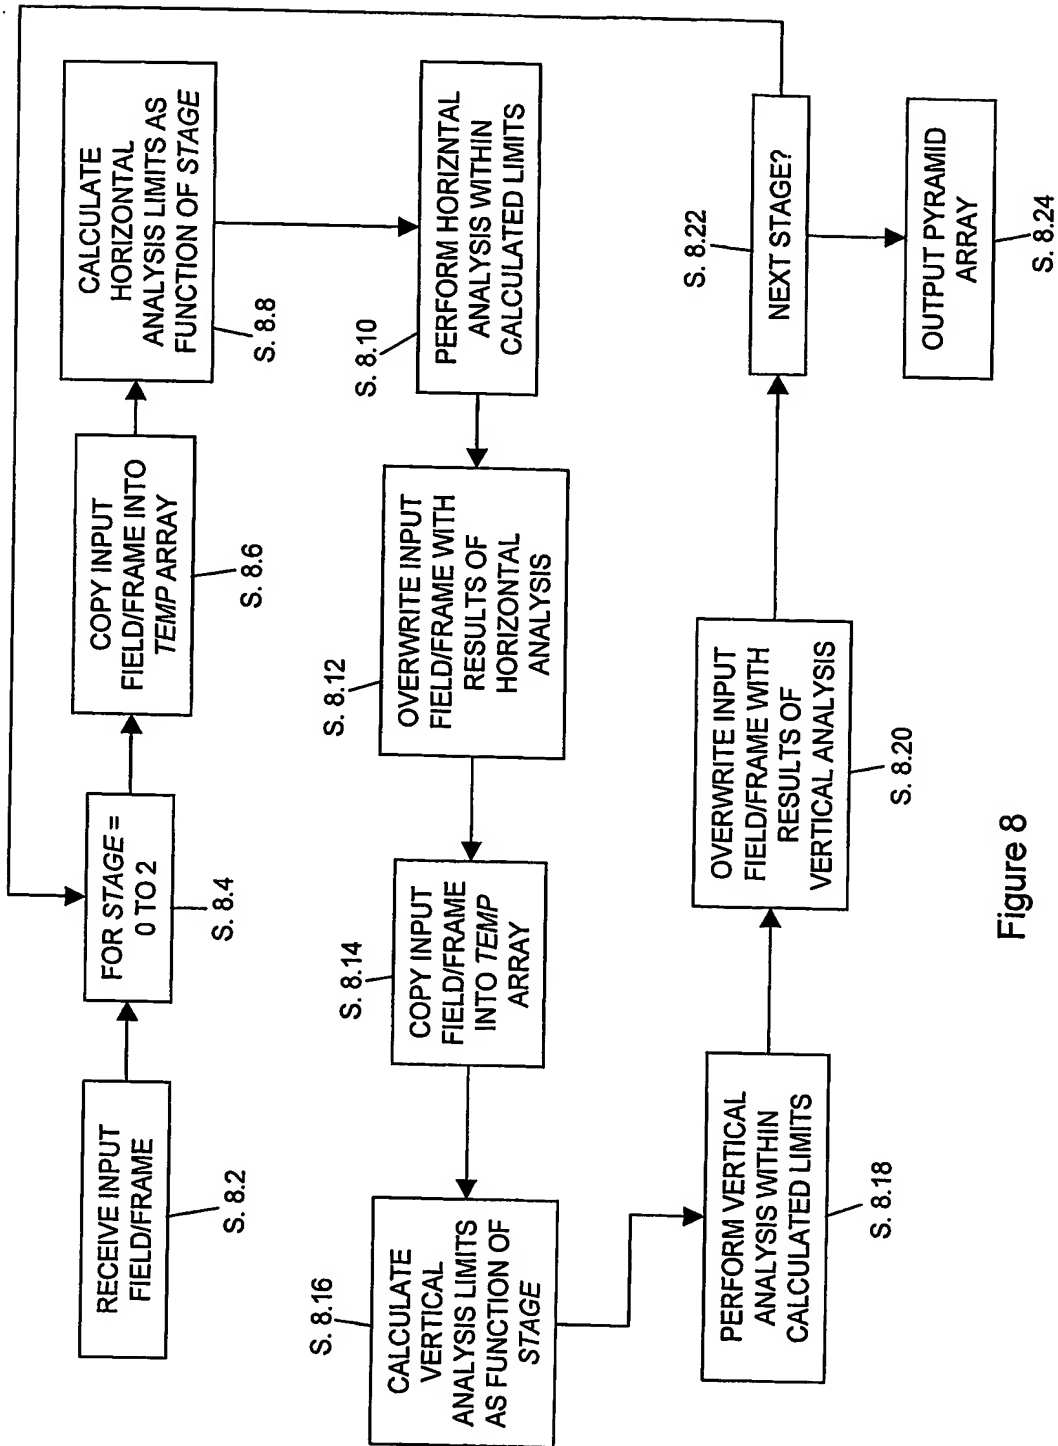 RECEIVE INPUT
FIELD/FRAME
S. 8.2
FOR STAGE =
0 TO 2
S. 8.4
COPY INPUT
FIELD/FRAME INTO
TEMP ARRAY
S. 8.6
CALCULATE
HORIZONTAL
ANALYSIS LIMITS AS
FUNCTION OF STAGE
S. 8.8
S. 8.10
PERFORM HORIZNTAL
ANALYSIS WITHIN
CALCULATED LIMITS
S. 8.12
OVERWRITE INPUT
FIELD/FRAME WITH
RESULTS OF
HORIZONTAL
ANALYSIS
S. 8.14
COPY INPUT
FIELD/FRAME
INTO TEMP
ARRAY
S. 8.16
CALCULATE
VERTICAL
ANALYSIS LIMITS
AS FUNCTION OF
STAGE
PERFORM VERTICAL
ANALYSIS WITHIN
CALCULATED LIMITS
S. 8.18
OVERWRITE INPUT
FIELD/FRAME WITH
RESULTS OF
VERTICAL ANALYSIS
S. 8.20
S. 8.22
NEXT STAGE?
OUTPUT PYRAMID
ARRAY
S. 8.24
Figure 8